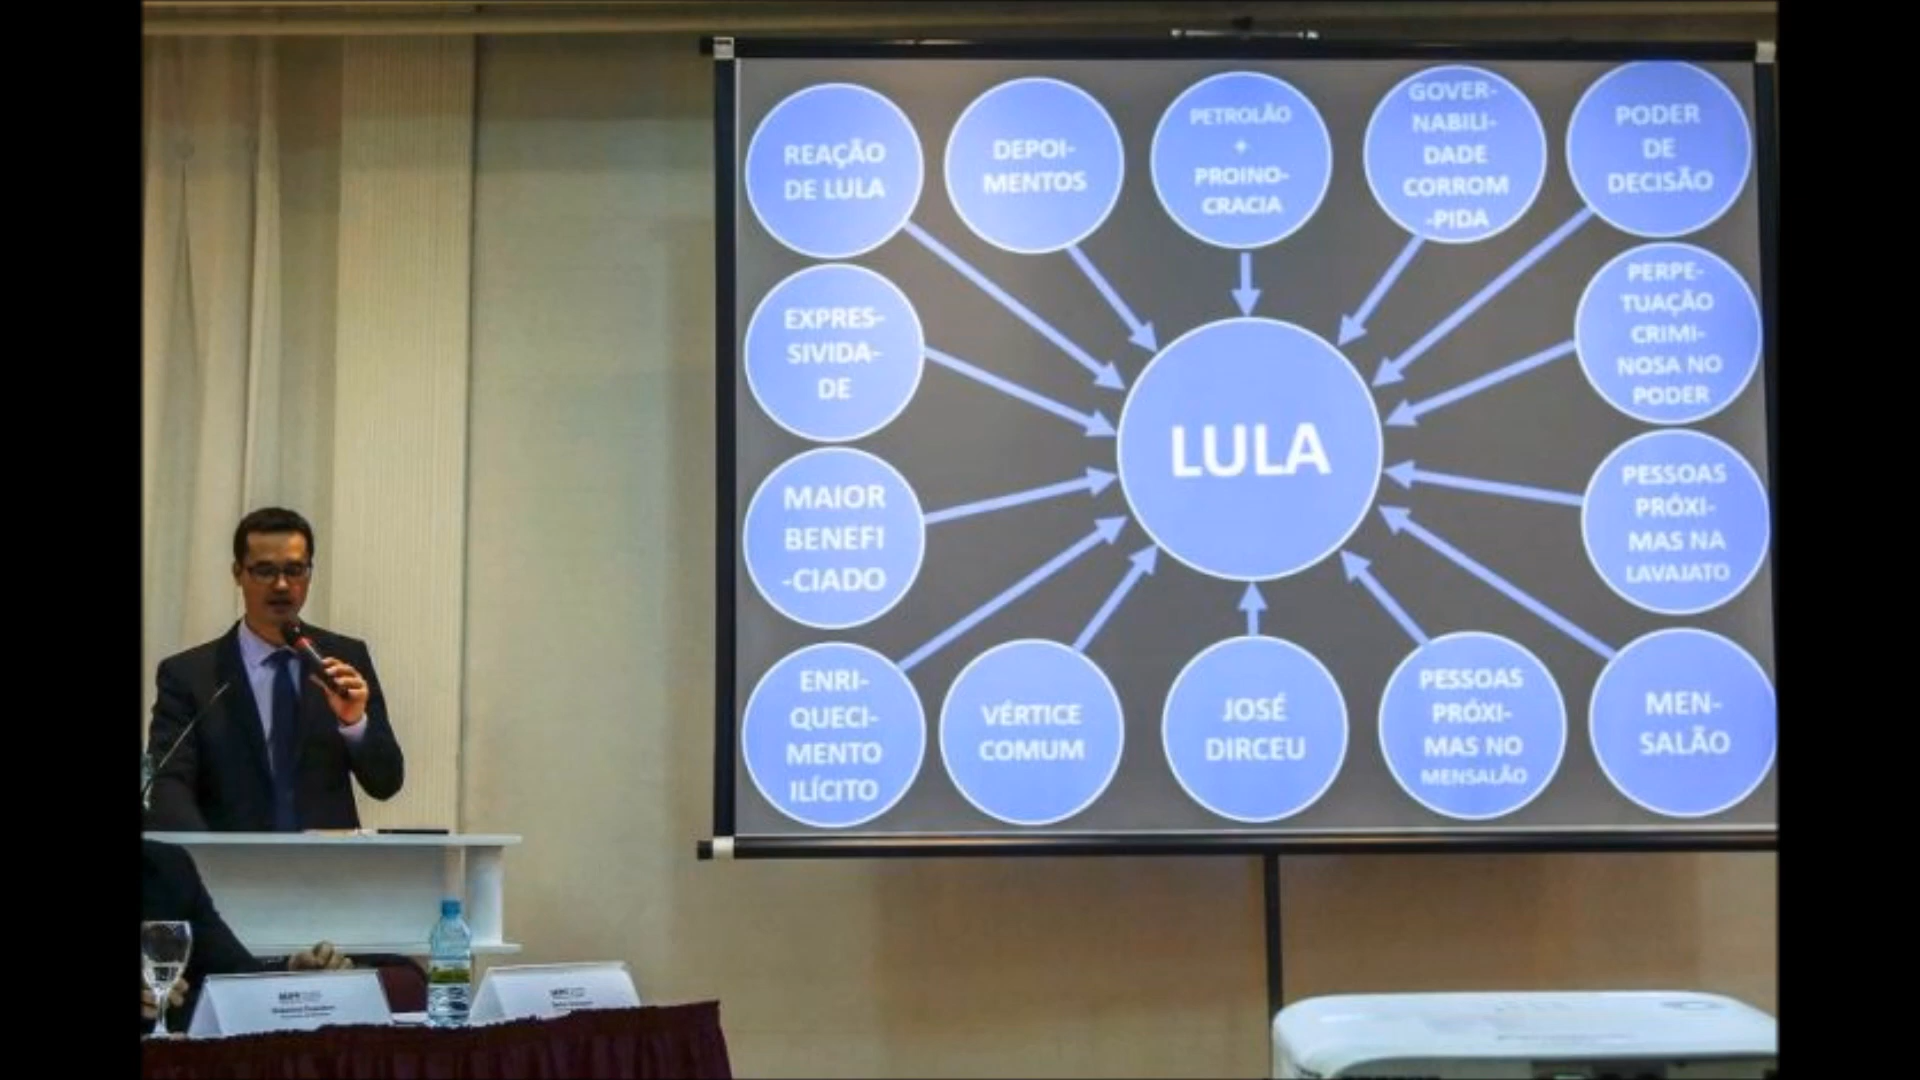 REAÇÃO
DE LULA
DEPOI-
MENTOS
PETROLÃO
+
PROINO-
CRACIA
GOVER-
NABILI-
DADE
CORROM
-PIDA
PODER
DE
DECISÃO
EXPRES-
SIVIDA-
DE
PERPE-
TUAÇÃO
CRIMI-
NOSA NO
PODER
LULA
MAIOR
BENEFI
-CIADO
PESSOAS
PRÓXI-
MAS NA
LAVAJATO
ENRI-
QUECI-
MENTO
ILÍCITO
VÉRTICE
COMUM
JOSÉ
DIRCEU
PESSOAS
PRÓXI-
MAS NO
MENSALÃO
MEN-
SALÃO